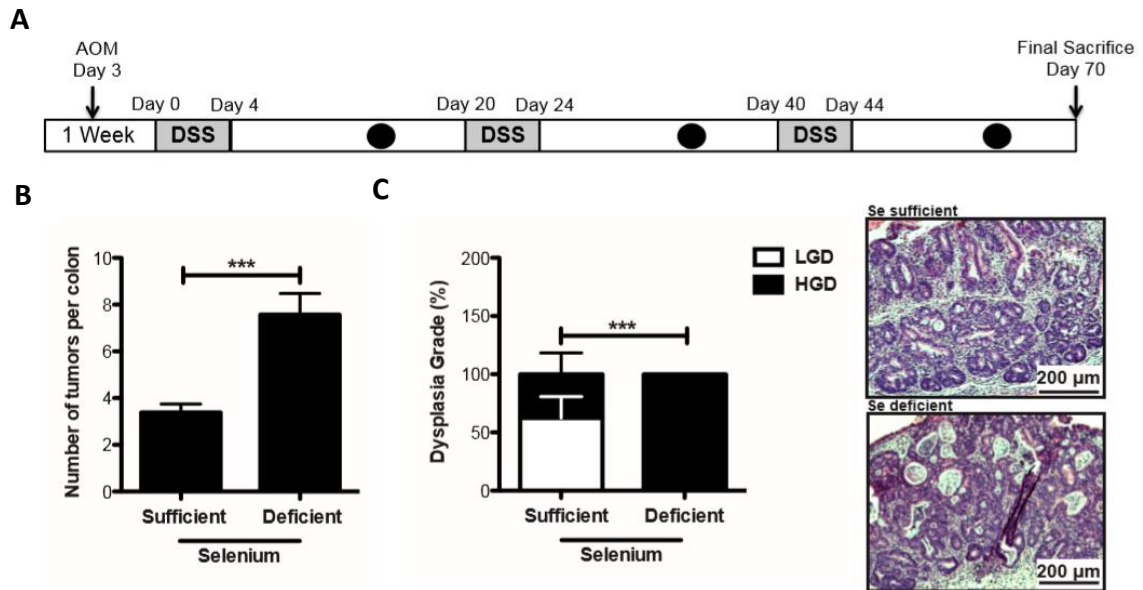 A
AOM
Day 3
Final Sacrifice
Day 70
Day 0
Day 4
Day 20
Day 24
Day 40
Day 44
1 Week
DSS
DSS
DSS
B
Number of tumors per colon
10
8
6
4
2
0
***
Sufficient
Deficient
Selenium
C
Dysplasia Grade (%)
200
150
100
50
0
***
LGD
HGD
Sufficient
Deficient
Selenium
Se sufficient
200 µm
Se deficient
200 µm